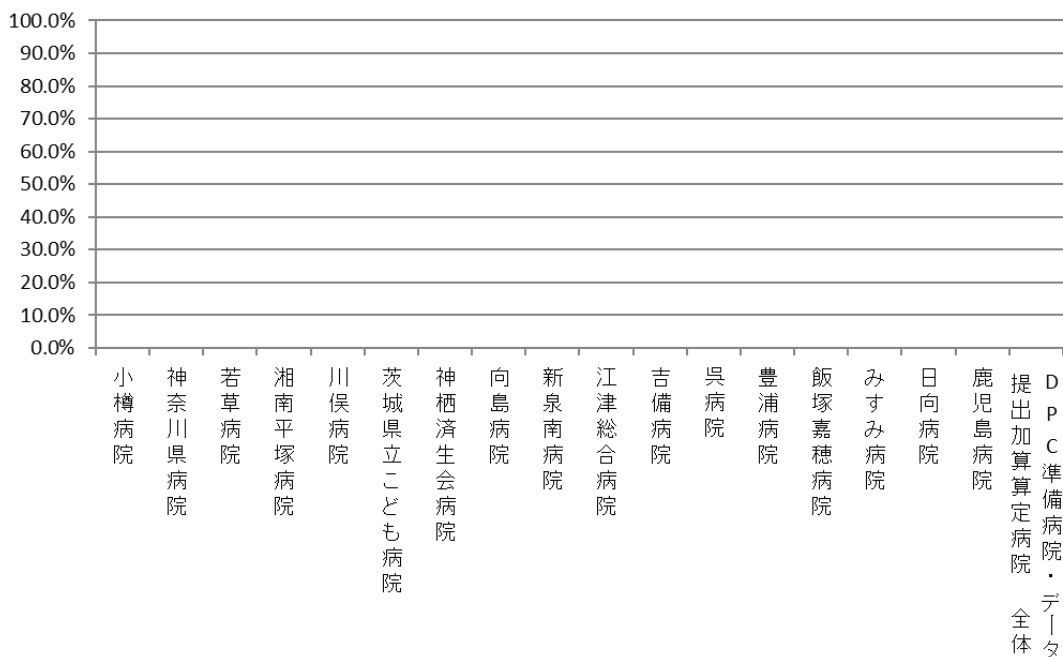 100.0%
90.0%
80.0%
70.0%
60.0%
50.0%
40.0%
30.0%
20.0%
10.0%
0.0%
小樽病院
神奈川県病院
若草病院
湘南平塚病院
川俣病院
茨城県立こども病院
神栖済生会病院
向島病院
新泉南病院
江津総合病院
吉備病院
呉病院
豊浦病院
飯塚嘉穂病院
みすみ病院
日向病院
鹿児島病院
DPC準備病院・データ
提出加算算定病院 全体